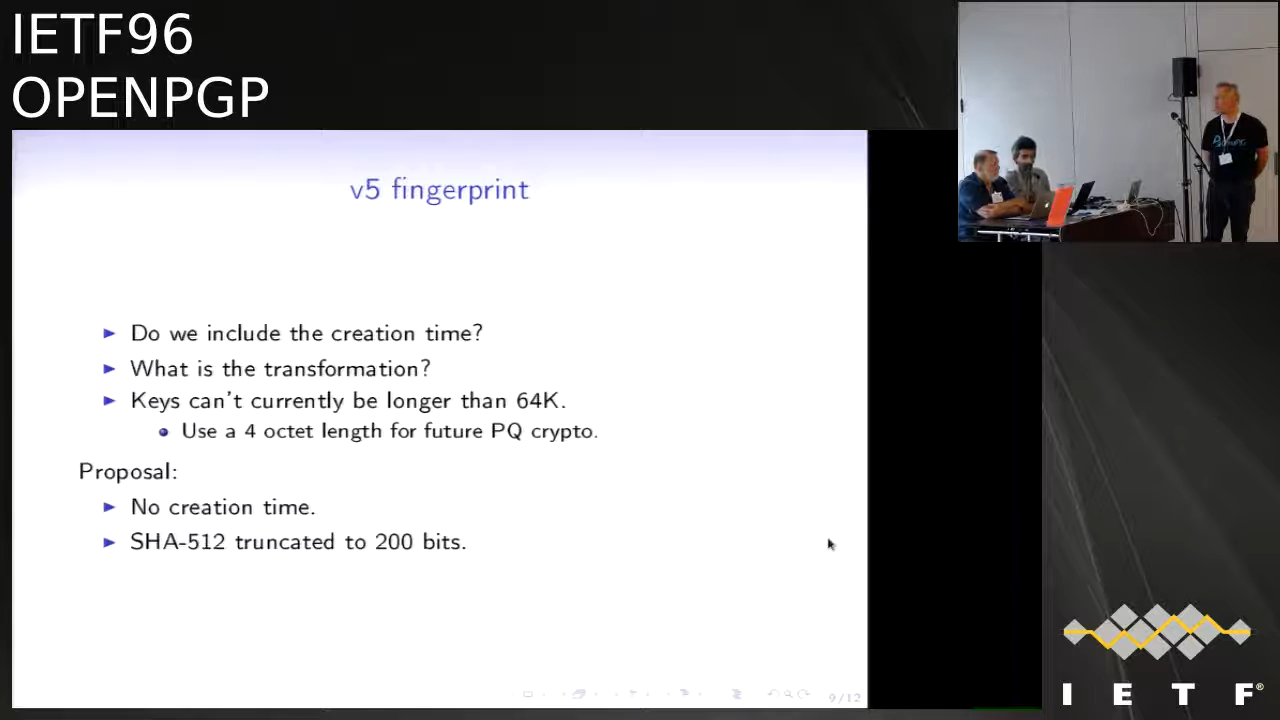 IETF96
OPENPGP
v5 fingerprint
Do we include the creation time?
What is the transformation?
Keys can't currently be longer than 64K.
Use a 4 octet length for future PQ crypto.
Proposal:
No creation time.
SHA-512 truncated to 200 bits.
9/12
I E T F®